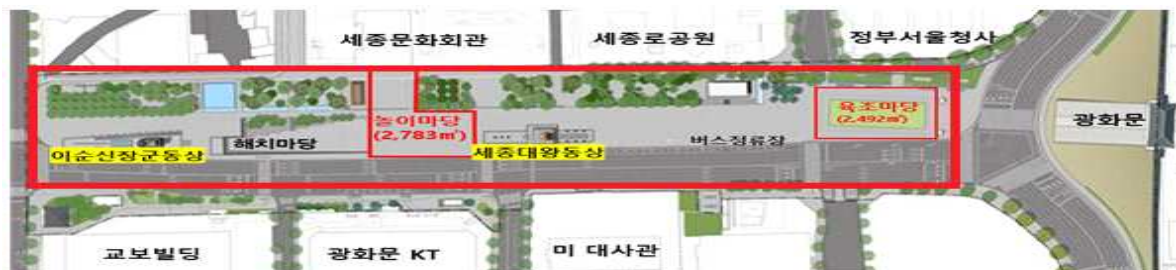 세종문화회관
세종로공원
정부서울청사
놀이마당
(2,783㎡)
육조마당
(2,492㎡)
광화문
이순신장군동상
해치마당
세종대왕동상
버스정류장
교보빌딩
광화문 KT
미 대사관